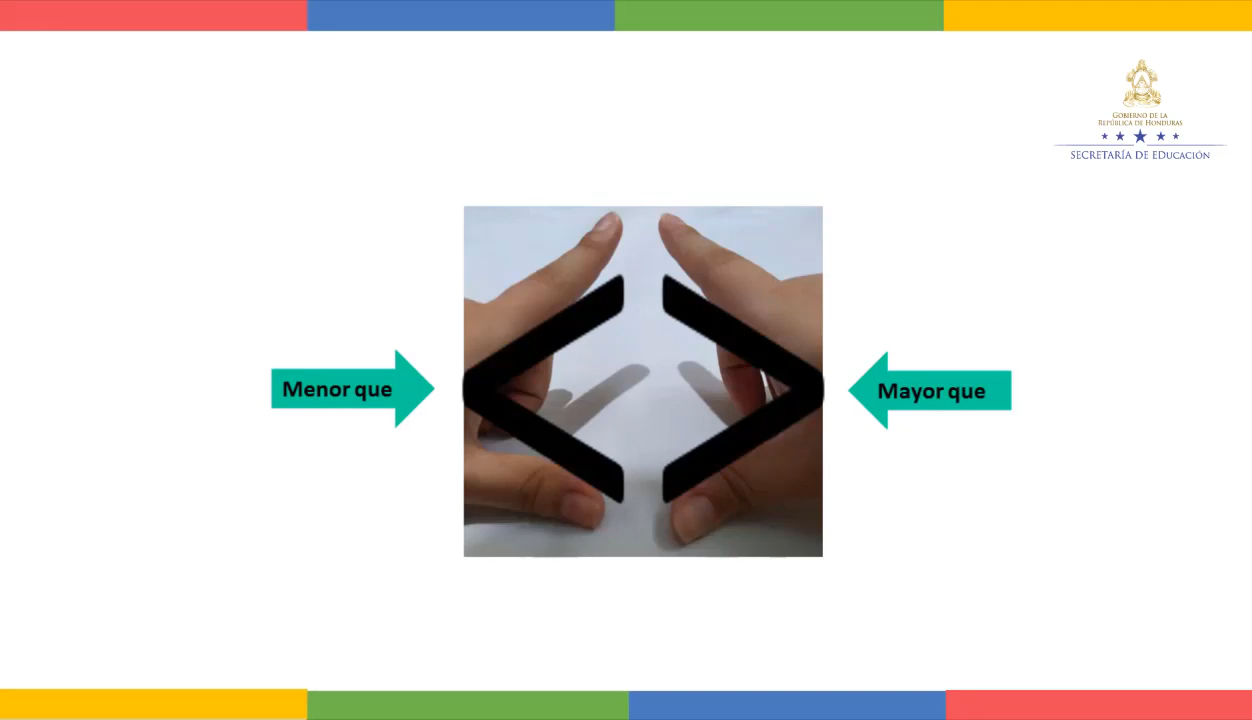 GOBIERNO DE LA
REPÚBLICA DE HONDURAS
SECRETARÍA DE EDUCACIÓN
Menor que
Mayor que